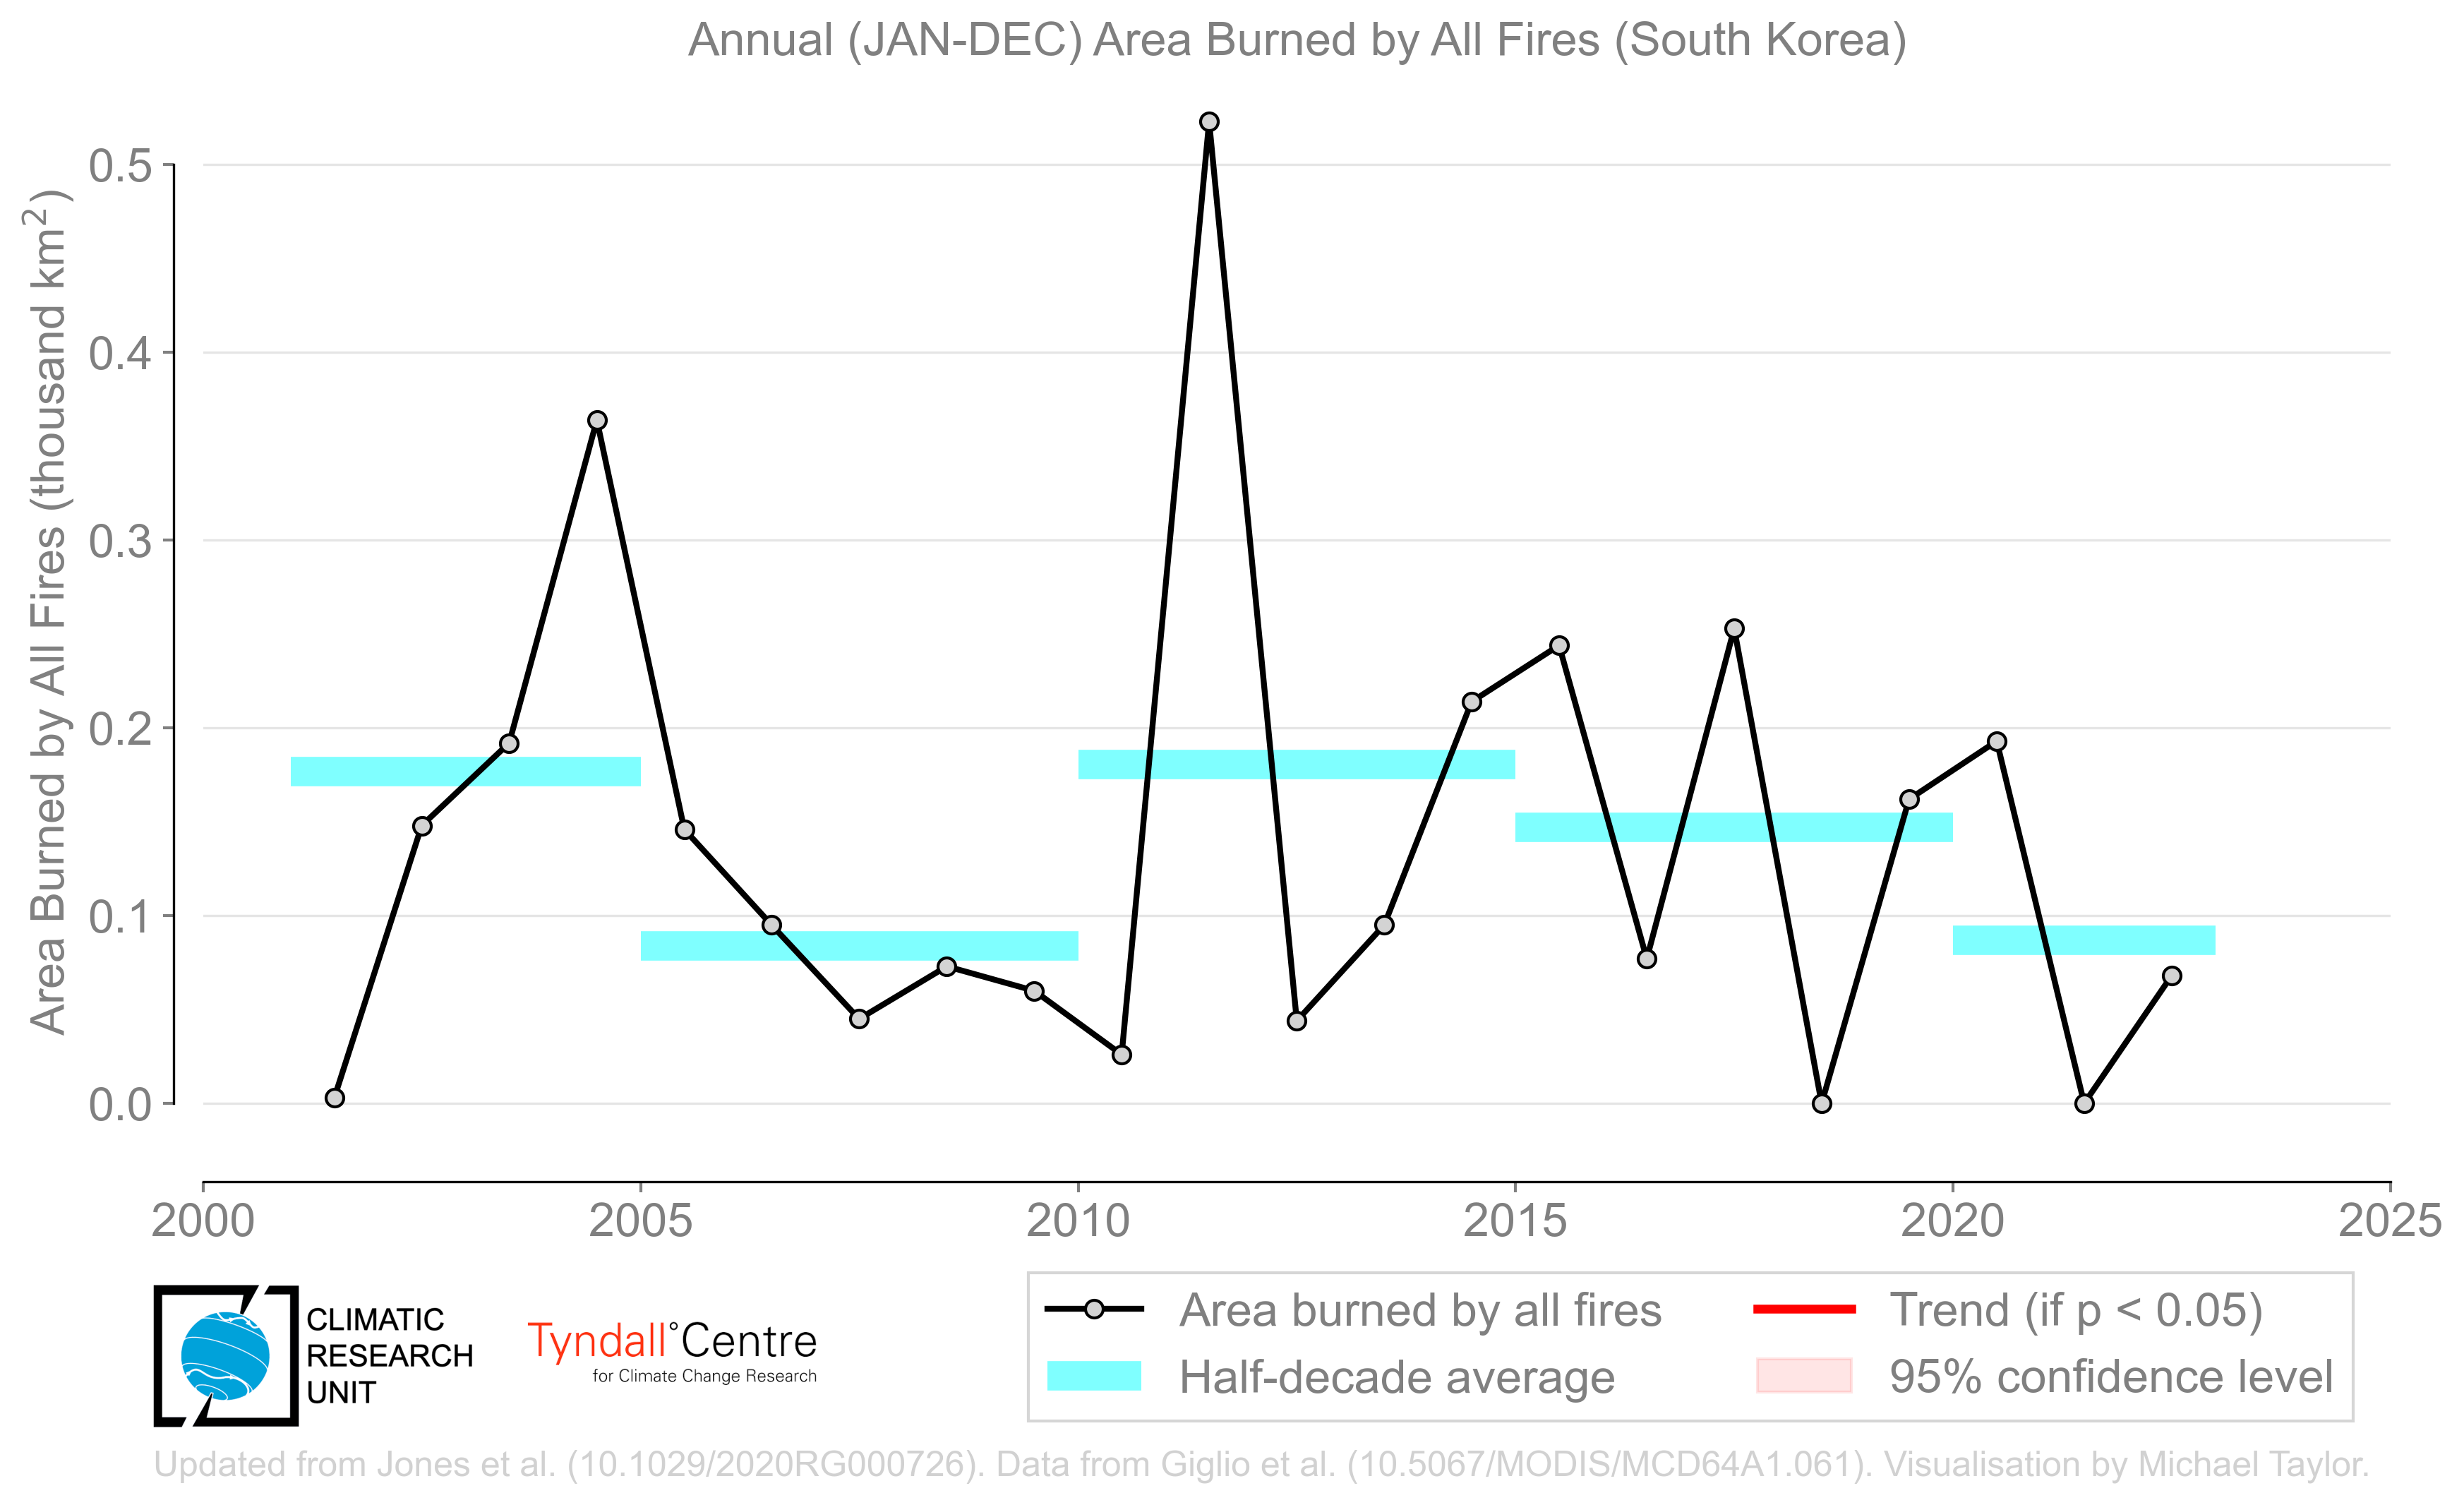 Annual (JAN-DEC) Area Burned by All Fires (South Korea)
Area Burned by All Fires (thousand km²)
0.5
0.4
0.3
0.2
0.1
0.0
2000 2005 2010 2015 2020 2025
CLIMATIC
RESEARCH
UNIT
Tyndall°Centre
for Climate Change Research
Area burned by all fires
Half-decade average
Trend (if p < 0.05)
95% confidence level
Updated from Jones et al. (10.1029/2020RG000726). Data from Giglio et al. (10.5067/MODIS/MCD64A1.061). Visualisation by Michael Taylor.